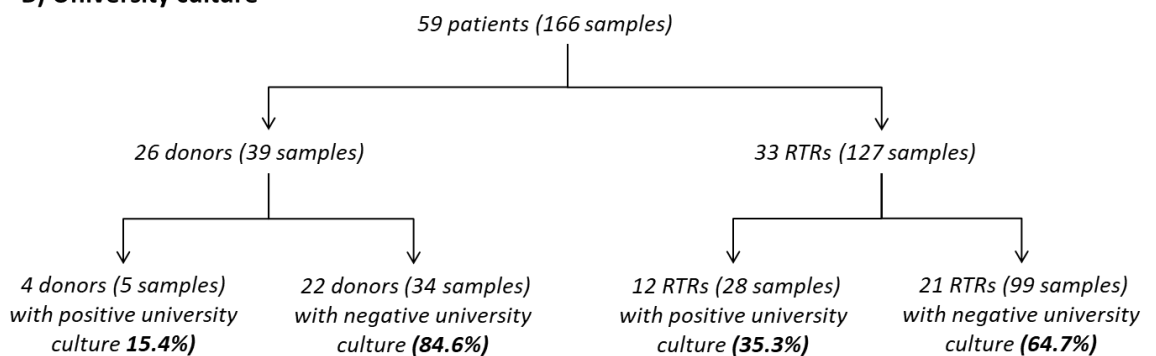 B) University culture
59 patients (166 samples)
26 donors (39 samples)
33 RTRs (127 samples)
4 donors (5 samples)
with positive university
culture 15.4%)
22 donors (34 samples)
with negative university
culture (84.6%)
12 RTRs (28 samples)
with positive university
culture (35.3%)
21 RTRs (99 samples)
with negative university
culture (64.7%)